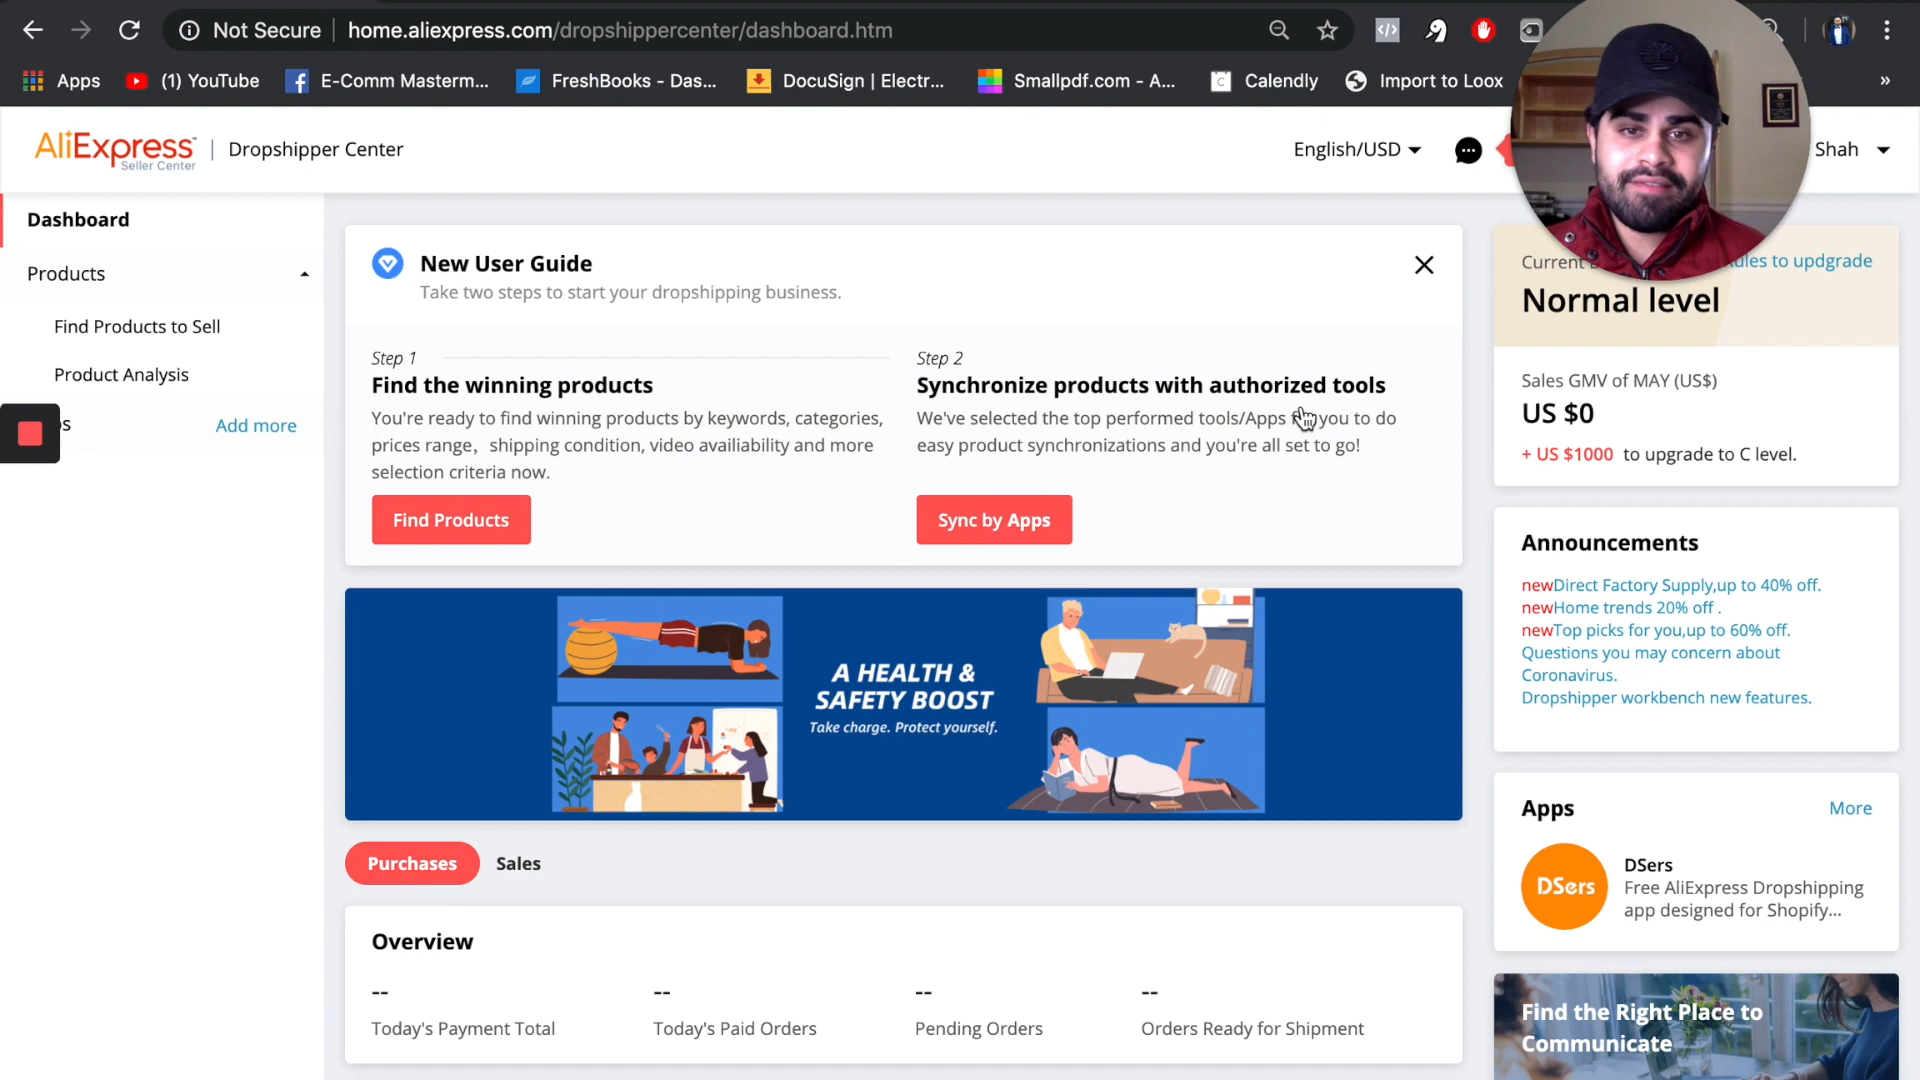 Not Secure
home.aliexpress.com/dropshippercenter/dashboard.htm
Apps
(1) YouTube
E-Comm Masterm...
FreshBooks - Das...
DocuSign | Electr...
Smallpdf.com - A...
Calendly
Import to Loox
»
AliExpress
Seller Center
Dropshipper Center
English/USD
Shah
Dashboard
Products
Find Products to Sell
Product Analysis
Add more
New User Guide
Take two steps to start your dropshipping business.
Step 1
Find the winning products
You're ready to find winning products by keywords, categories,
prices range, shipping condition, video availiability and more
selection criteria now.
Find Products
Step 2
Synchronize products with authorized tools
We've selected the top performed tools/Apps you to do
easy product synchronizations and you're all set to go!
Sync by Apps
A HEALTH &
SAFETY BOOST
Take charge. Protect yourself.
Purchases
Sales
Overview
-- -- -- --
Today's Payment Total
Today's Paid Orders
Pending Orders
Orders Ready for Shipment
Current
to updgrade
Normal level
Sales GMV of MAY (US$)
US $0
+ US $1000 to upgrade to C level.
Announcements
newDirect Factory Supply,up to 40% off.
newHome trends 20% off .
newTop picks for you,up to 60% off.
Questions you may concern about
Coronavirus.
Dropshipper workbench new features.
Apps
More
DSers
DSers
Free AliExpress Dropshipping
app designed for Shopify...
Find the Right Place to
Communicate